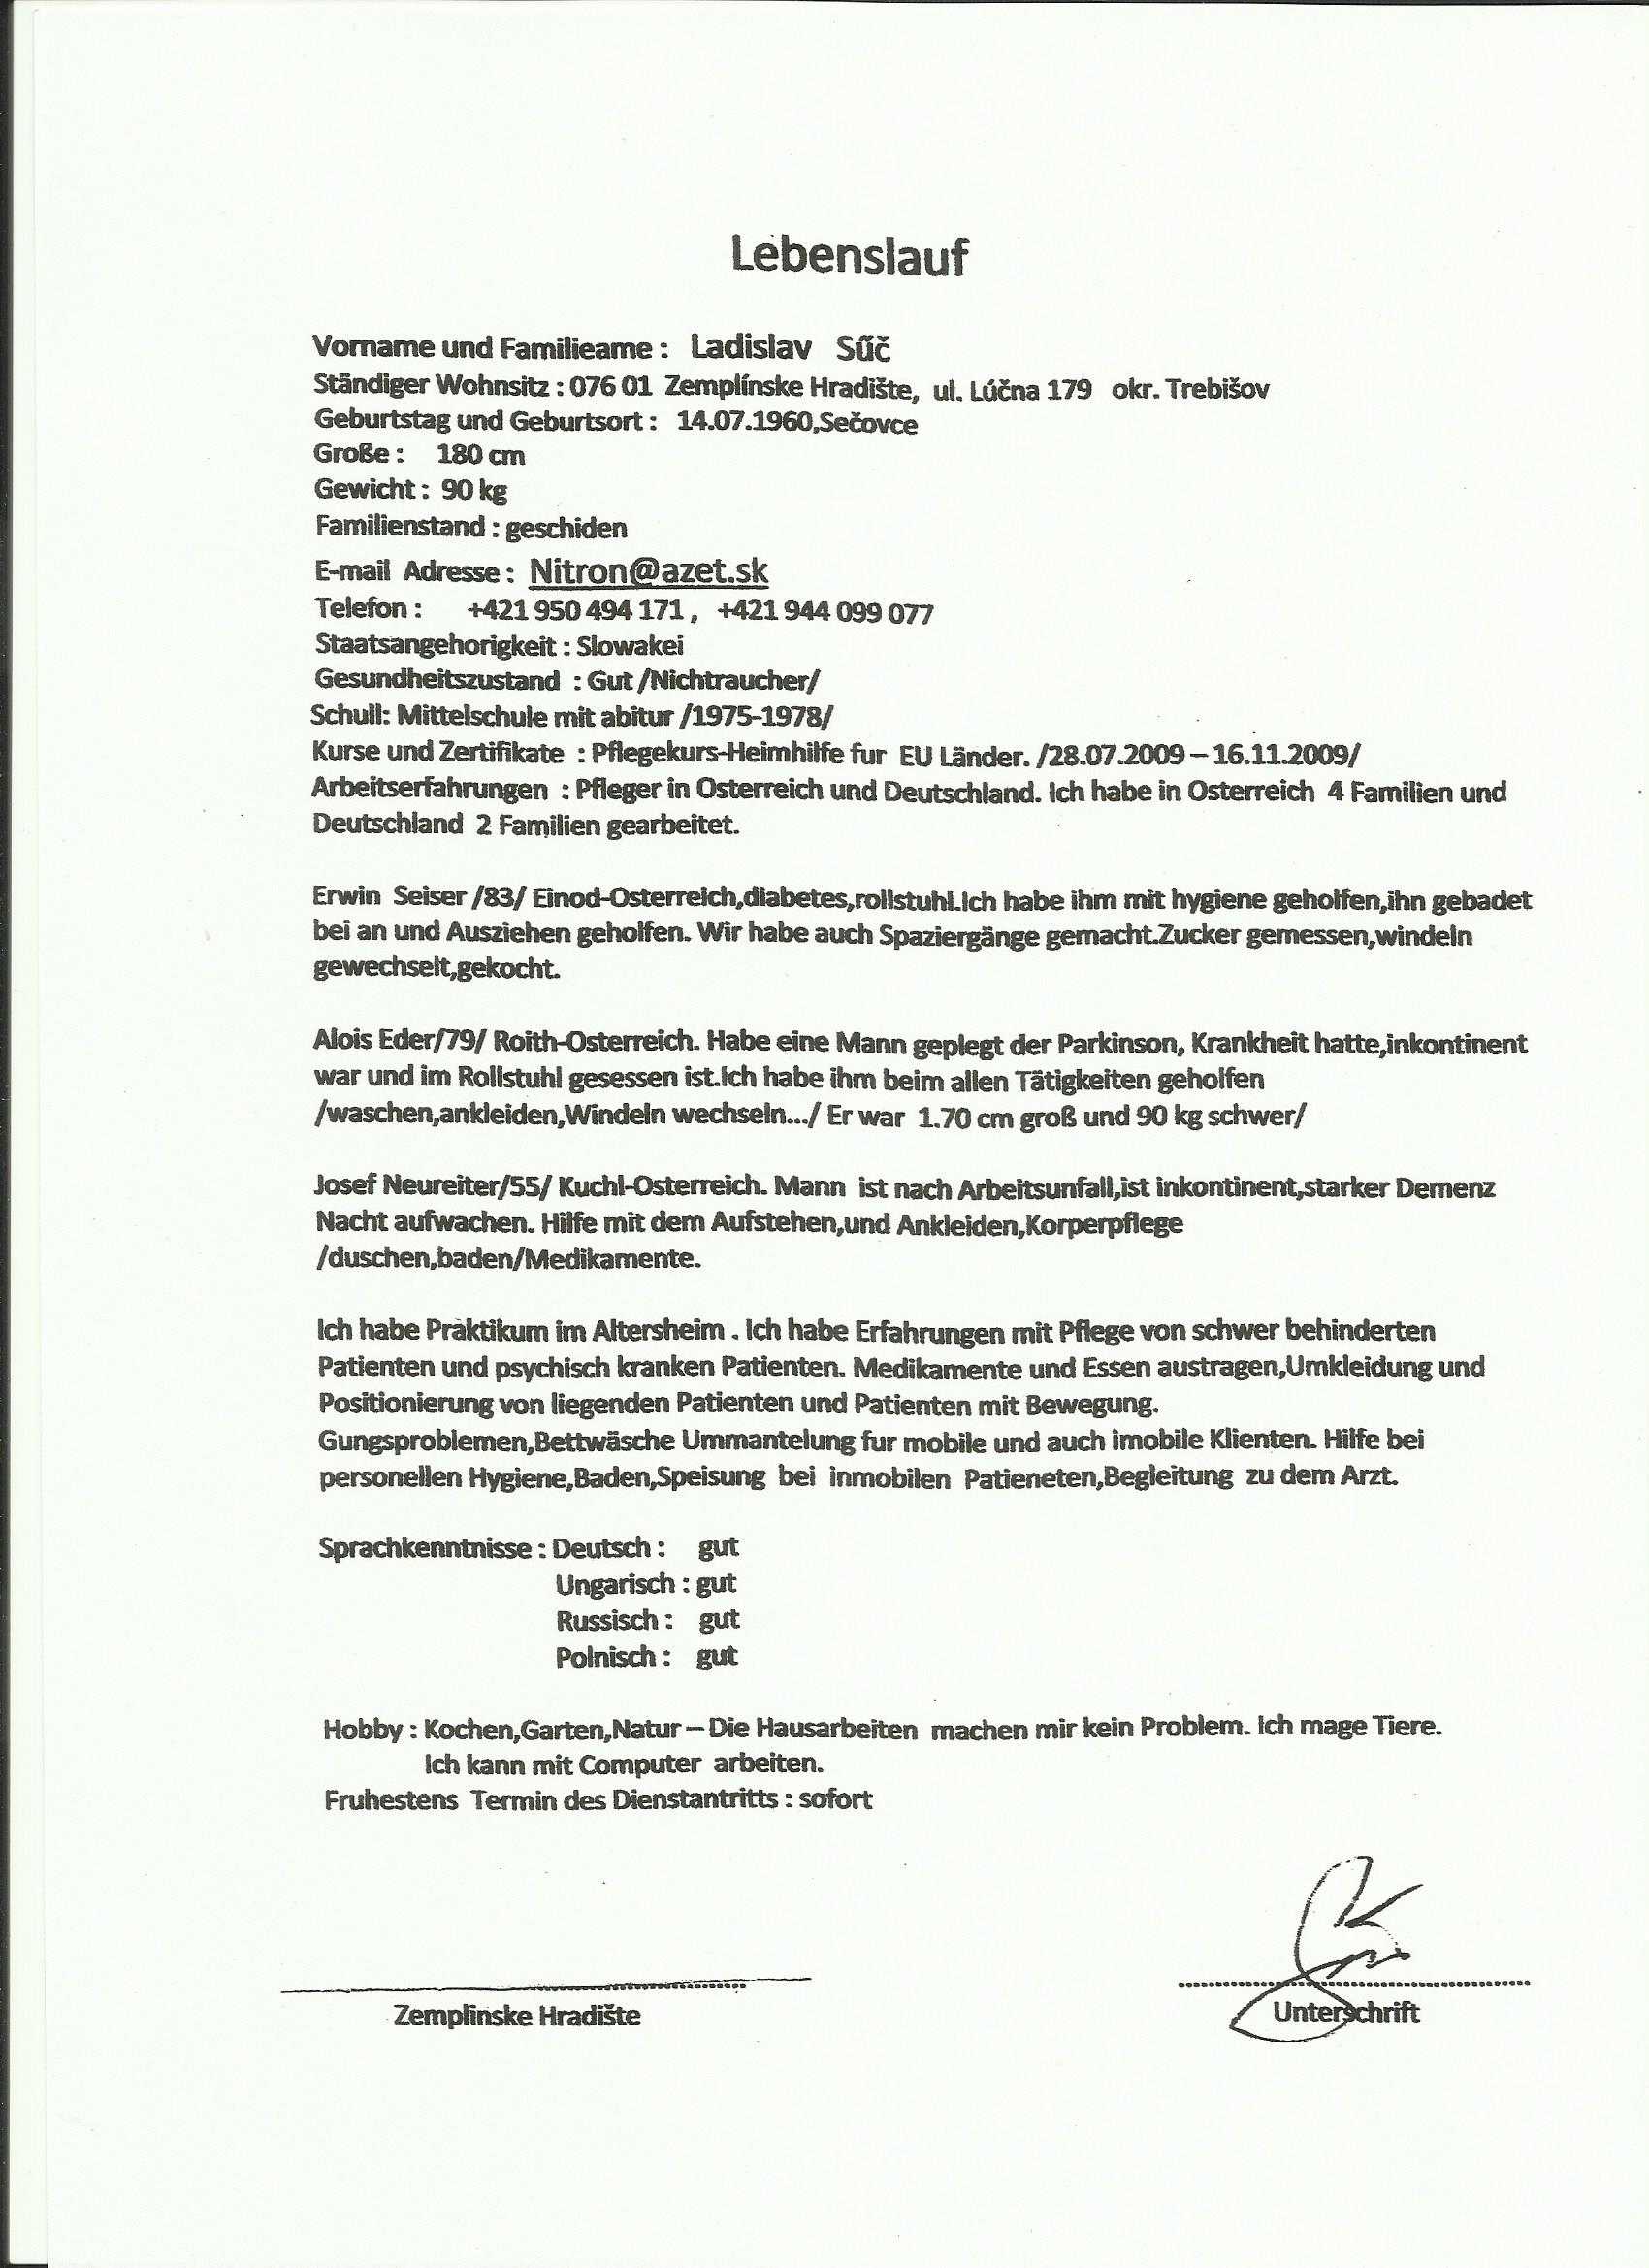 Lebenslauf
Vorname und Familieame : Ladislav Sűč
Ständiger Wohnsitz : 076 01 Zemplínske Hradište, ul. Lúčna 179 okr. Trebišov
Geburtstag und Geburtsort : 14.07.1960,Sečovce
Große : 180 cm
Gewicht : 90 kg
Familienstand : geschiden
E-mail Adresse : Nitron@azet.sk
Telefon : +421 950 494 171 , +421 944 099 077
Staatsangehorigkeit : Slowakei
Gesundheitszustand : Gut /Nichtraucher/
Schull: Mittelschule mit abitur /1975-1978/
Kurse und Zertifikate : Pflegekurs-Heimhilfe fur EU Länder. /28.07.2009 – 16.11.2009/
Arbeitserfahrungen : Pfleger in Osterreich und Deutschland. Ich habe in Osterreich 4 Familien und
Deutschland 2 Familien gearbeitet.
Erwin Seiser /83/ Einod-Osterreich,diabetes,rollstuhl.Ich habe ihm mit hygiene geholfen,ihn gebadet
bei an und Ausziehen geholfen. Wir habe auch Spaziergänge gemacht.Zucker gemessen,windeln
gewechselt,gekocht.
Alois Eder/79/ Roith-Osterreich. Habe eine Mann geplegt der Parkinson, Krankheit hatte,inkontinent
war und im Rollstuhl gesessen ist.Ich habe ihm beim allen Tätigkeiten geholfen
/waschen,ankleiden,Windeln wechseln.../ Er war 1.70 cm groß und 90 kg schwer/
Josef Neureiter/55/ Kuchl-Osterreich. Mann ist nach Arbeitsunfall,ist inkontinent,starker Demenz
Nacht aufwachen. Hilfe mit dem Aufstehen,und Ankleiden,Korperpflege
/duschen,baden/Medikamente.
Ich habe Praktikum im Altersheim . Ich habe Erfahrungen mit Pflege von schwer behinderten
Patienten und psychisch kranken Patienten. Medikamente und Essen austragen,Umkleidung und
Positionierung von liegenden Patienten und Patienten mit Bewegung.
Gungsproblemen,Bettwäsche Ummantelung fur mobile und auch imobile Klienten. Hilfe bei
personellen Hygiene,Baden,Speisung bei inmobilen Patieneten,Begleitung zu dem Arzt.
Sprachkenntnisse : Deutsch : gut
Ungarisch : gut
Russisch : gut
Polnisch : gut
Hobby : Kochen,Garten,Natur – Die Hausarbeiten machen mir kein Problem. Ich mage Tiere.
Ich kann mit Computer arbeiten.
Fruhestens Termin des Dienstantritts : sofort
Zemplinske Hradište
Unterschrift